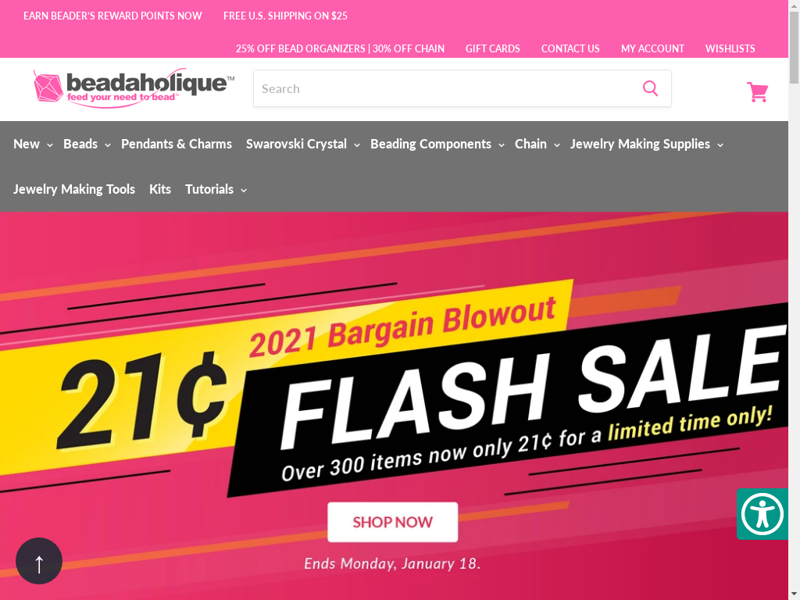 EARN BEADER'S REWARD POINTS NOW FREE U.S. SHIPPING ON $25
25% OFF BEAD ORGANIZERS | 30% OFF CHAIN GIFT CARDS CONTACT US MY ACCOUNT WISHLISTS
beadaholique™
feed your need to bead™
Search
New Beads Pendants & Charms Swarovski Crystal Beading Components Chain Jewelry Making Supplies
Jewelry Making Tools Kits Tutorials
2021 Bargain Blowout
21¢ FLASH SALE
Over 300 items now only 21¢ for a limited time only!
SHOP NOW
Ends Monday, January 18.